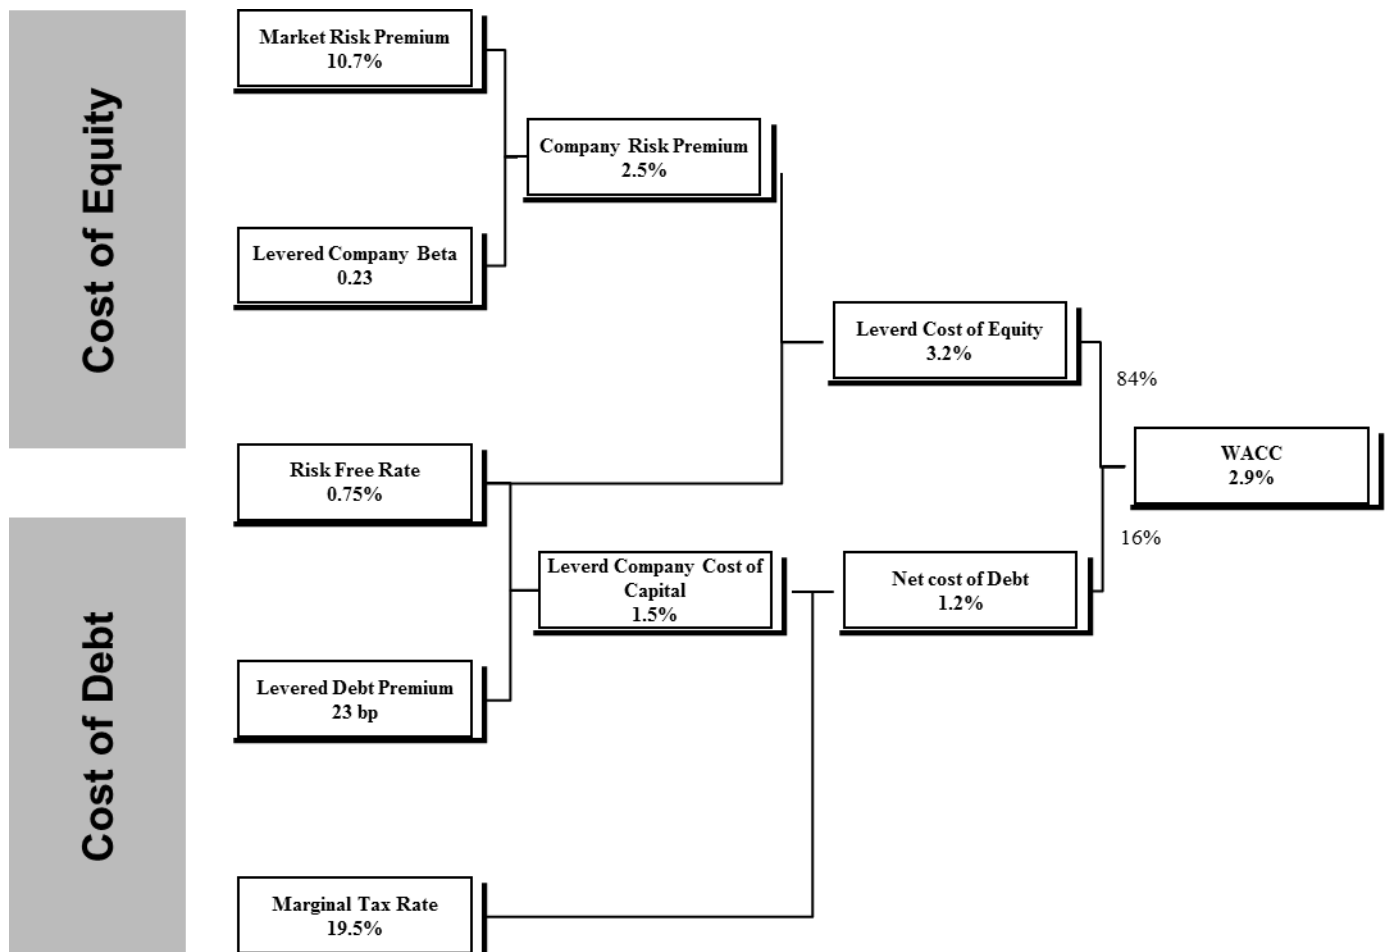 Cost of Equity
Market Risk Premium
10.7%
Company Risk Premium
2.5%
Levered Company Beta
0.23
Leverd Cost of Equity
3.2%
84%
Risk Free Rate
0.75%
WACC
2.9%
16%
Cost of Debt
Leverd Company Cost of
Capital
1.5%
Net cost of Debt
1.2%
Levered Debt Premium
23 bp
Marginal Tax Rate
19.5%